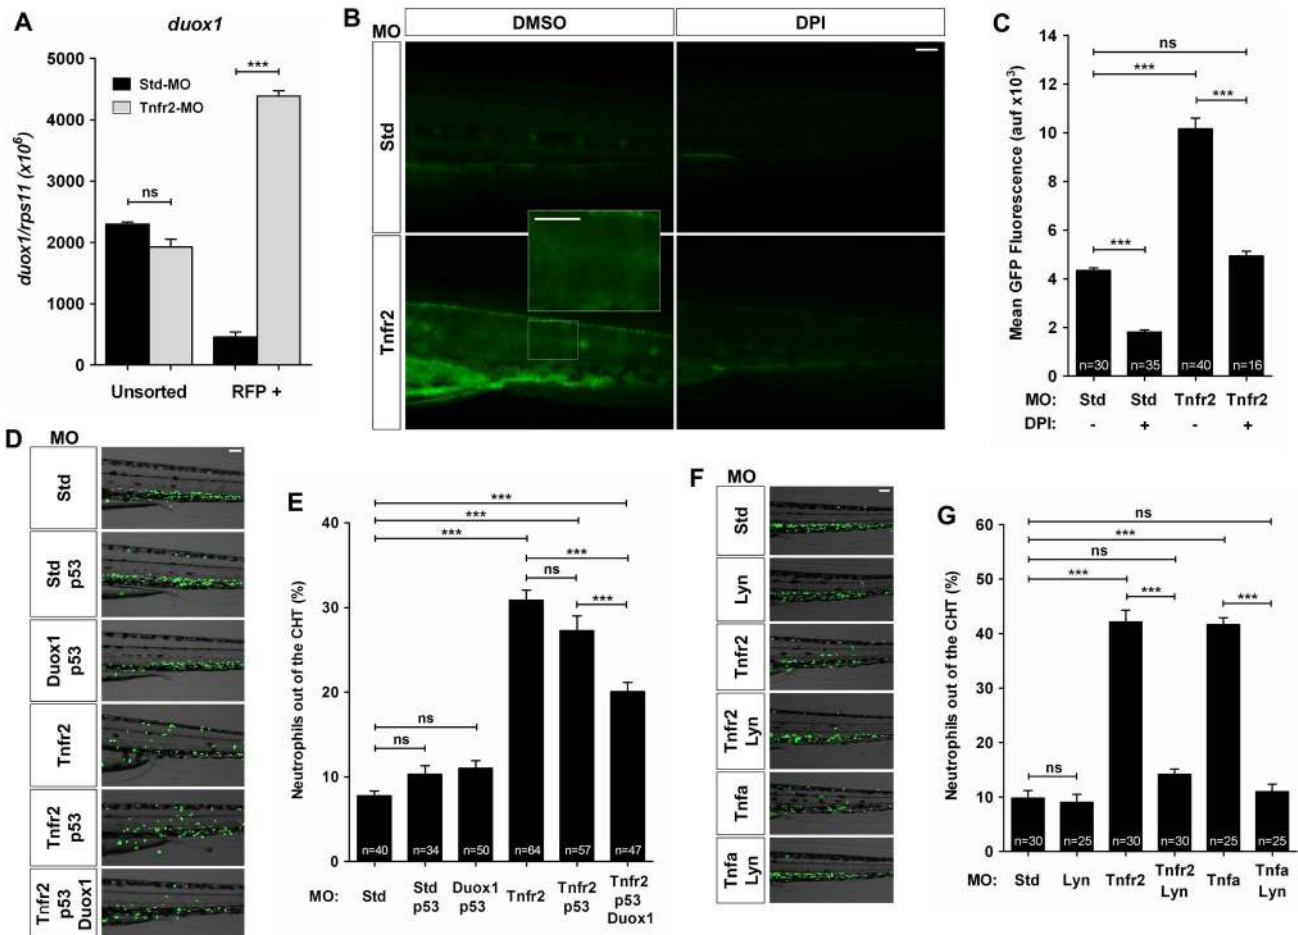 A
duox1
duox1/rps11 (x10⁶)
5000
4000
3000
2000
1000
0
Std-MO
Tnfr2-MO
***
ns
Unsorted
RFP +
B
MO
DMSO
DPI
Std
Tnfr2
C
Mean GFP Fluorescence (auf x10³)
14
12
10
8
6
4
2
0
ns
***
***
***
n=30
n=35
n=40
n=16
MO: Std Std Tnfr2 Tnfr2
DPI: - + - +
D
MO
Std
Std
p53
Duox1
p53
Tnfr2
Tnfr2
p53
Tnfr2
p53
Duox1
E
Neutrophils out of the CHT (%)
40
30
20
10
0
***
***
***
***
ns
***
ns
ns
n=40
n=34
n=50
n=64
n=57
n=47
MO:
Std
Std
p53
Duox1
p53
Tnfr2
Tnfr2
p53
Tnfr2
p53
Duox1
F
MO
Std
Lyn
Tnfr2
Tnfr2
Lyn
Tnfa
Tnfa
Lyn
G
Neutrophils out of the CHT (%)
60
50
40
30
20
10
0
ns
***
ns
***
***
***
ns
n=30
n=25
n=30
n=30
n=25
n=25
MO:
Std
Lyn
Tnfr2
Tnfr2
Lyn
Tnfa
Tnfa
Lyn